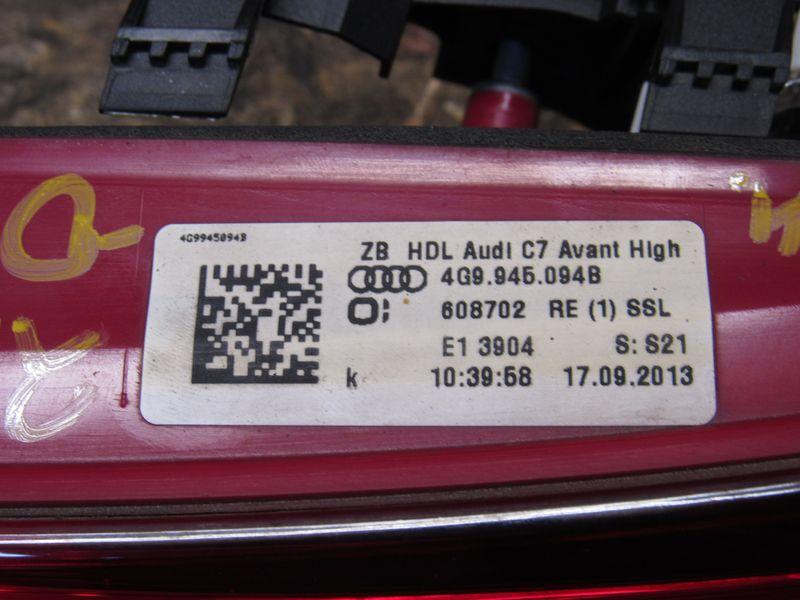 4G9945094B
ZB HDL Audi C7 Avant High
4G9.945.094B
608702 RE (1) SSL
E1 3904 S: S21
k 10:39:58 17.09.2013